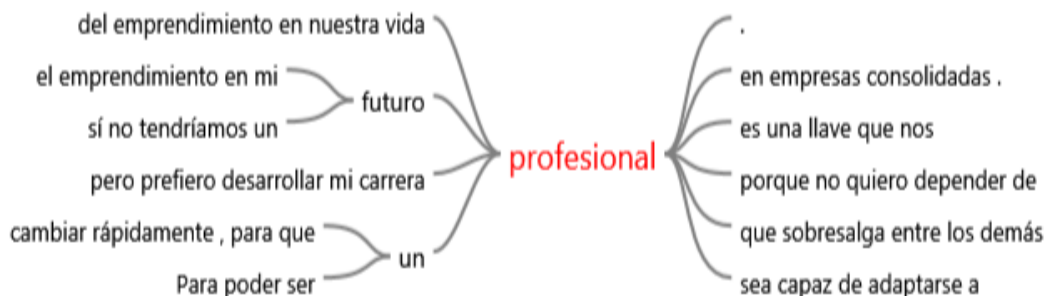 del emprendimiento en nuestra vida
el emprendimiento en mi
futuro
sí no tendríamos un
pero prefiero desarrollar mi carrera
cambiar rápidamente , para que
un
Para poder ser
profesional
.
en empresas consolidadas .
es una llave que nos
porque no quiero depender de
que sobresalga entre los demás
sea capaz de adaptarse a